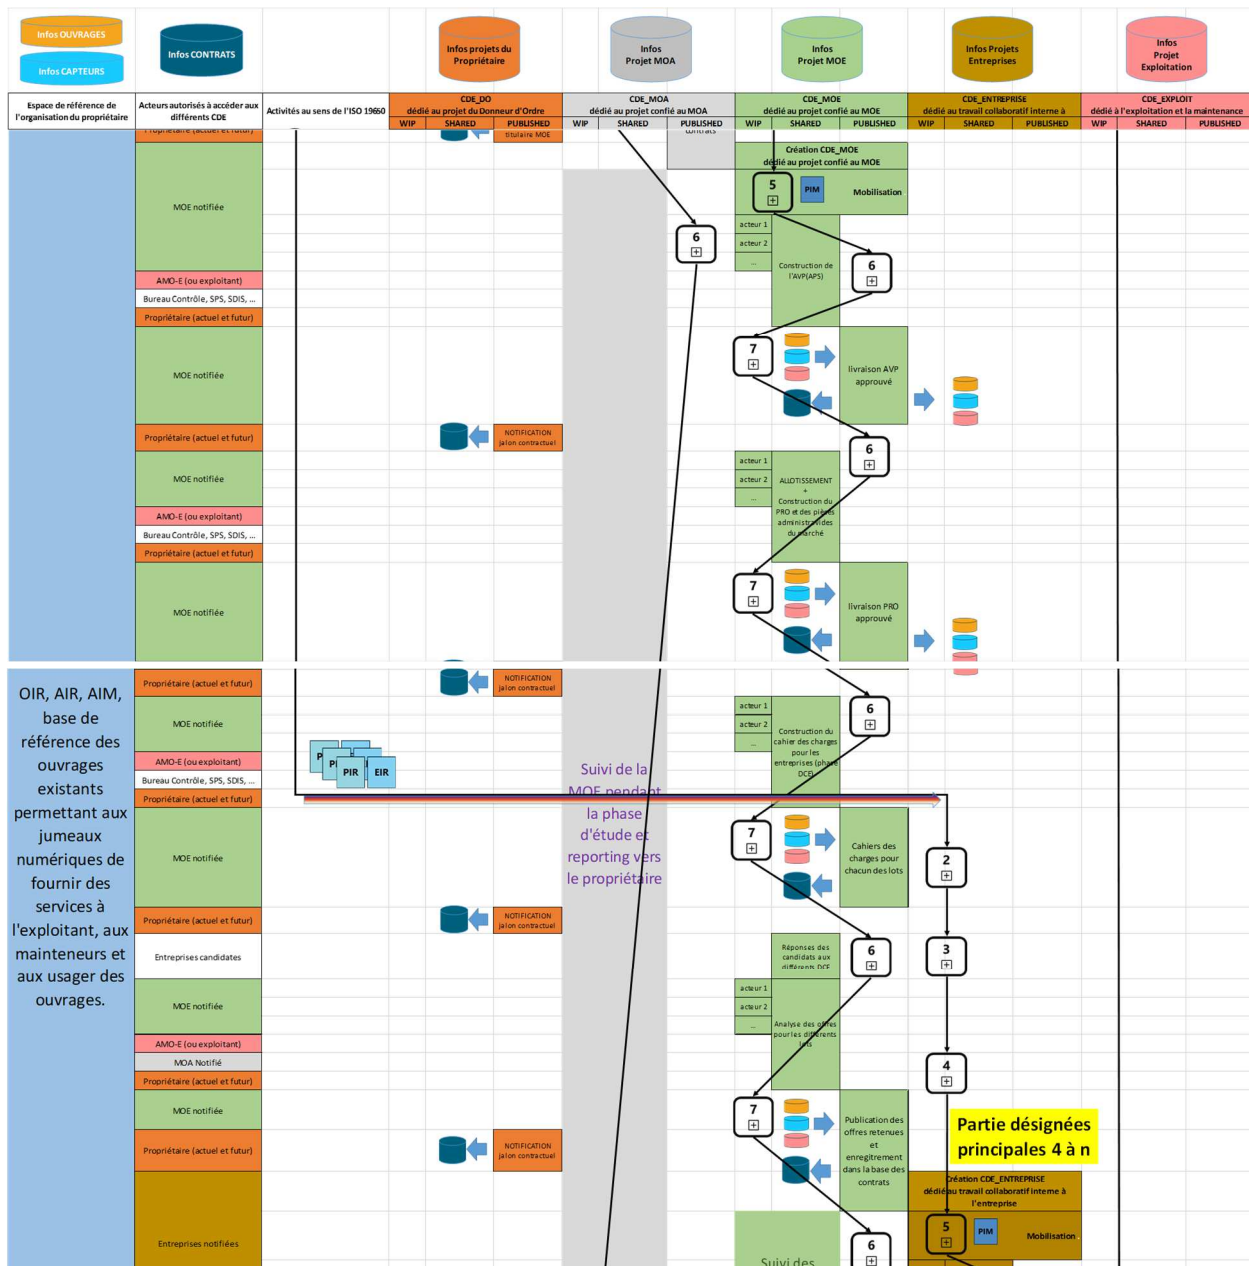 Infos OUVRAGES
Infos CAPTEURS
Infos CONTRATS
Infos projets du
Propriétaire
Infos
Projet MOA
Infos
Projet MOE
Infos Projets
Entreprises
Infos
Projet
Exploitation
Espace de référence de
l'organisation du propriétaire
Acteurs autorisés à accéder aux
différents CDE
Activités au sens de l'ISO 19650
CDE_DO
dédié au projet du Donneur d'Ordre
WIP SHARED PUBLISHED
CDE_MOA
dédié au projet confié au MOA
WIP SHARED PUBLISHED
CDE_MOE
dédié au projet confié au MOE
WIP SHARED PUBLISHED
CDE_ENTREPRISE
dédié au travail collaboratif interne à
WIP SHARED PUBLISHED
CDE_EXPLOIT
dédié à l'exploitation et la maintenance
WIP SHARED PUBLISHED
Propriétaire (actuel et futur)
titulaire MOE
contrats
Création CDE_MOE
dédié au projet confié au MOE
5
PIM
Mobilisation
MOE notifiée
6
acteur 1
acteur 2
...
Construction de
l'AVP(APS)
6
AMO-E (ou exploitant)
Bureau Contrôle, SPS, SDIS, ...
Propriétaire (actuel et futur)
MOE notifiée
7
livraison AVP
approuvé
Propriétaire (actuel et futur)
NOTIFICATION
jalon contractuel
6
MOE notifiée
acteur 1
acteur 2
...
ALLOTISSEMENT
+
Construction du
PRO et des pièces
administravides
du marché
AMO-E (ou exploitant)
Bureau Contrôle, SPS, SDIS, ...
Propriétaire (actuel et futur)
MOE notifiée
7
livraison PRO
approuvé
OIR, AIR, AIM,
base de
référence des
ouvrages
existants
permettant aux
jumeaux
numériques de
fournir des
services à
l'exploitant, aux
mainteneurs et
aux usager des
ouvrages.
Propriétaire (actuel et futur)
NOTIFICATION
jalon contractuel
6
MOE notifiée
acteur 1
acteur 2
...
Construction du
cahier des charges
pour les
entreprises (phase
DCE)
AMO-E (ou exploitant)
Bureau Contrôle, SPS, SDIS, ...
PIR
EIR
Propriétaire (actuel et futur)
Suivi de la
MOE pendant
la phase
d'étude et
reporting vers
le propriétaire
MOE notifiée
7
Cahiers des
charges pour
chacun des lots
2
Propriétaire (actuel et futur)
NOTIFICATION
jalon contractuel
Entreprises candidates
Réponses des
candidats aux
différents DCE
6
3
MOE notifiée
acteur 1
acteur 2
...
Analyse des offres
pour les différents
lots
AMO-E (ou exploitant)
MOA Notifié
Propriétaire (actuel et futur)
4
MOE notifiée
7
Publication des
offres retenues
et
enregitrement
dans la base des
contrats
Partie désignées
principales 4 à n
Propriétaire (actuel et futur)
NOTIFICATION
jalon contractuel
Création CDE_ENTREPRISE
dédié au travail collaboratif interne à
l'entreprise
Entreprises notifiées
Suivi des
6
5
PIM
Mobilisation